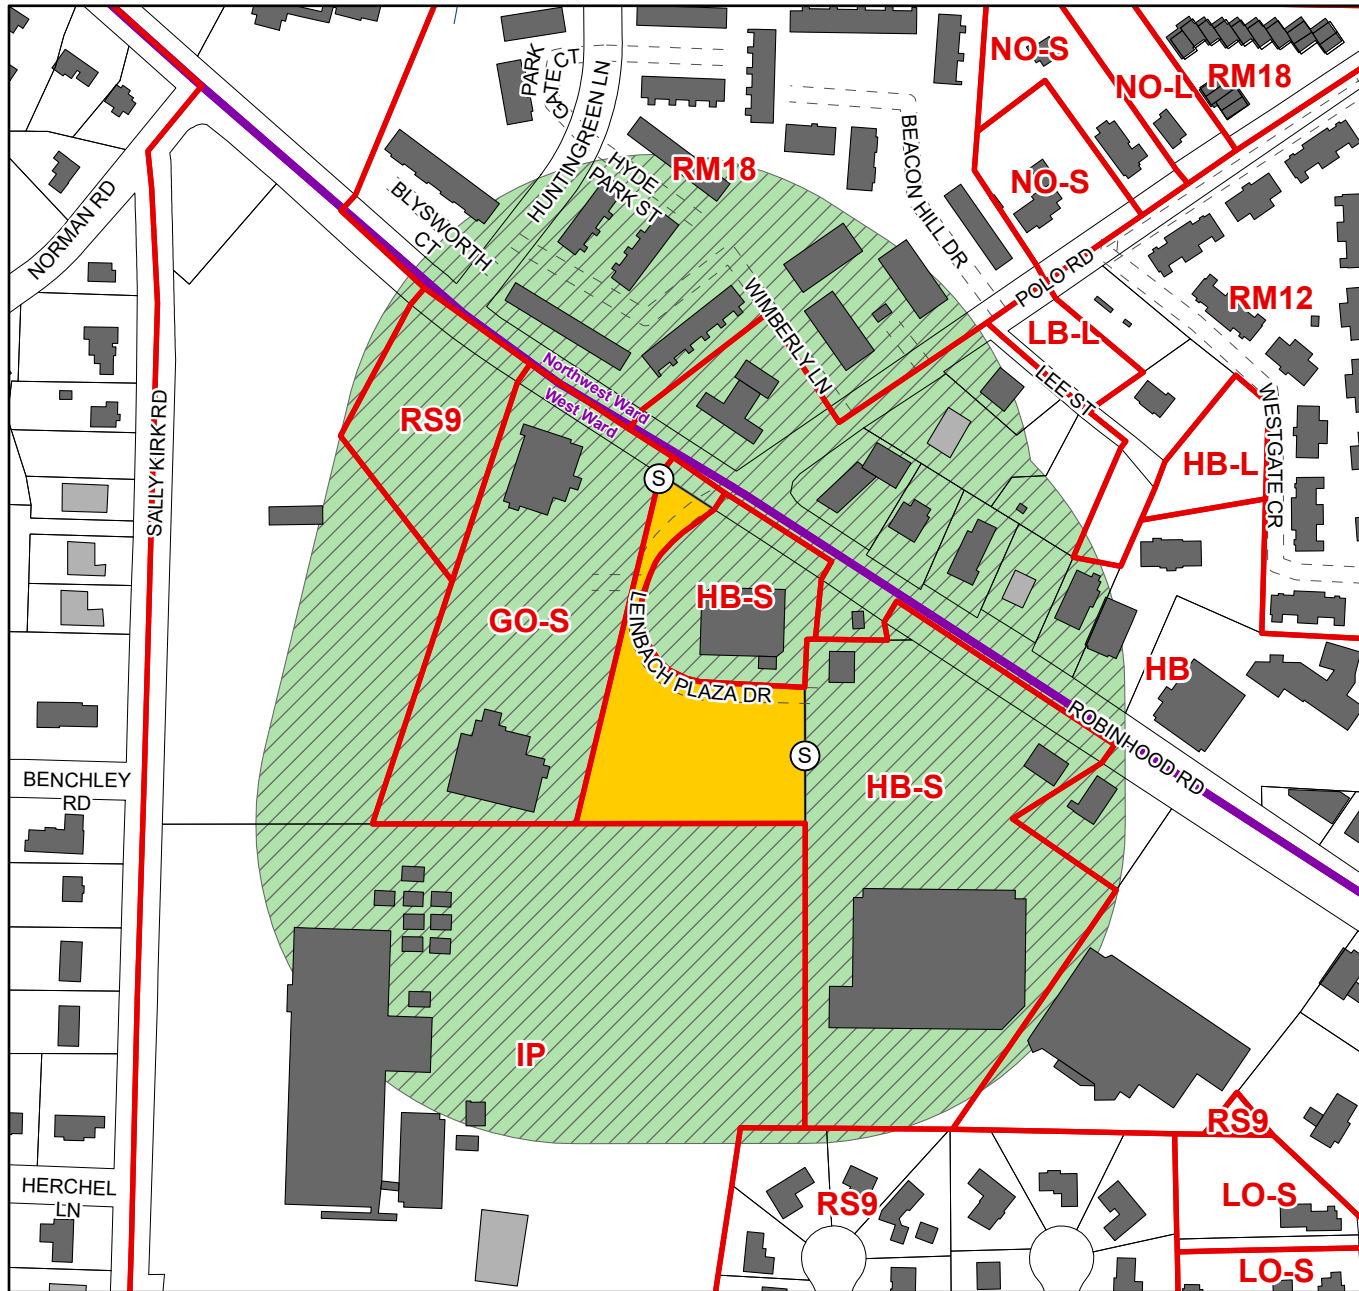 NO-S
NO-L
RM18
PARK
GATE CT
HUNTINGREEN LN
HYDE
PARK ST
RM18
BEACON HILL DR
NO-S
BLYSWORTH
CT
NORMAN RD
POLO RD
RM12
WIMBERLY LN
LB-L
LEE ST
WESTGATE CR
Northwest Ward
West Ward
RS9
SALLY KIRK RD
HB-L
S
HB-S
GO-S
LEINBACH PLAZA DR
HB
ROBINHOOD RD
S
HB-S
BENCHLEY
RD
IP
RS9
HERCHEL
LN
RS9
LO-S
LO-S